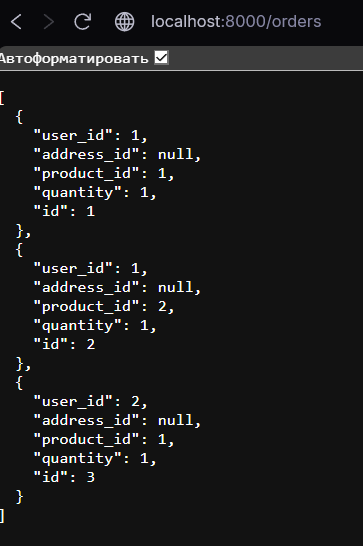 localhost:8000/orders
Автоформатировать
[
  {
    "user_id": 1,
    "address_id": null,
    "product_id": 1,
    "quantity": 1,
    "id": 1
  },
  {
    "user_id": 1,
    "address_id": null,
    "product_id": 2,
    "quantity": 1,
    "id": 2
  },
  {
    "user_id": 2,
    "address_id": null,
    "product_id": 1,
    "quantity": 1,
    "id": 3
  }
]